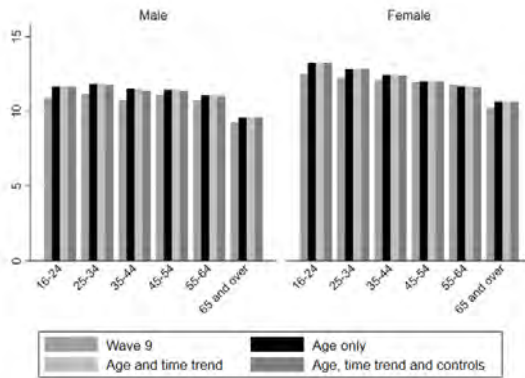 Male Female
15
10
5
0
16-24 25-34 35-44 45-54 55-64 65 and over 16-24 25-34 35-44 45-54 55-64 65 and over
Wave 9 Age only
Age and time trend Age, time trend and controls